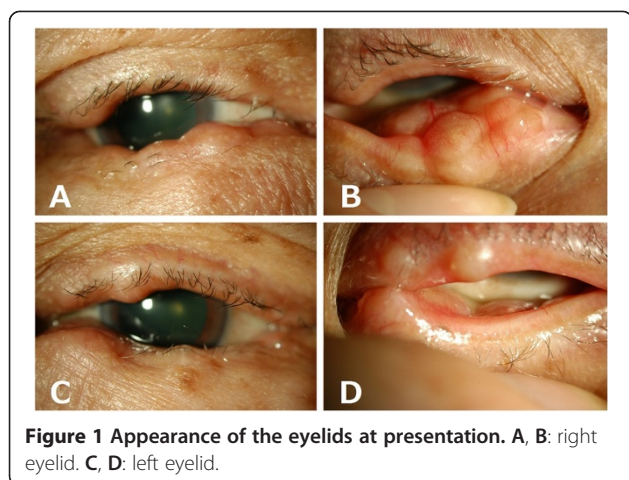 A
B
C
D
Figure 1 Appearance of the eyelids at presentation. A, B: right
eyelid. C, D: left eyelid.